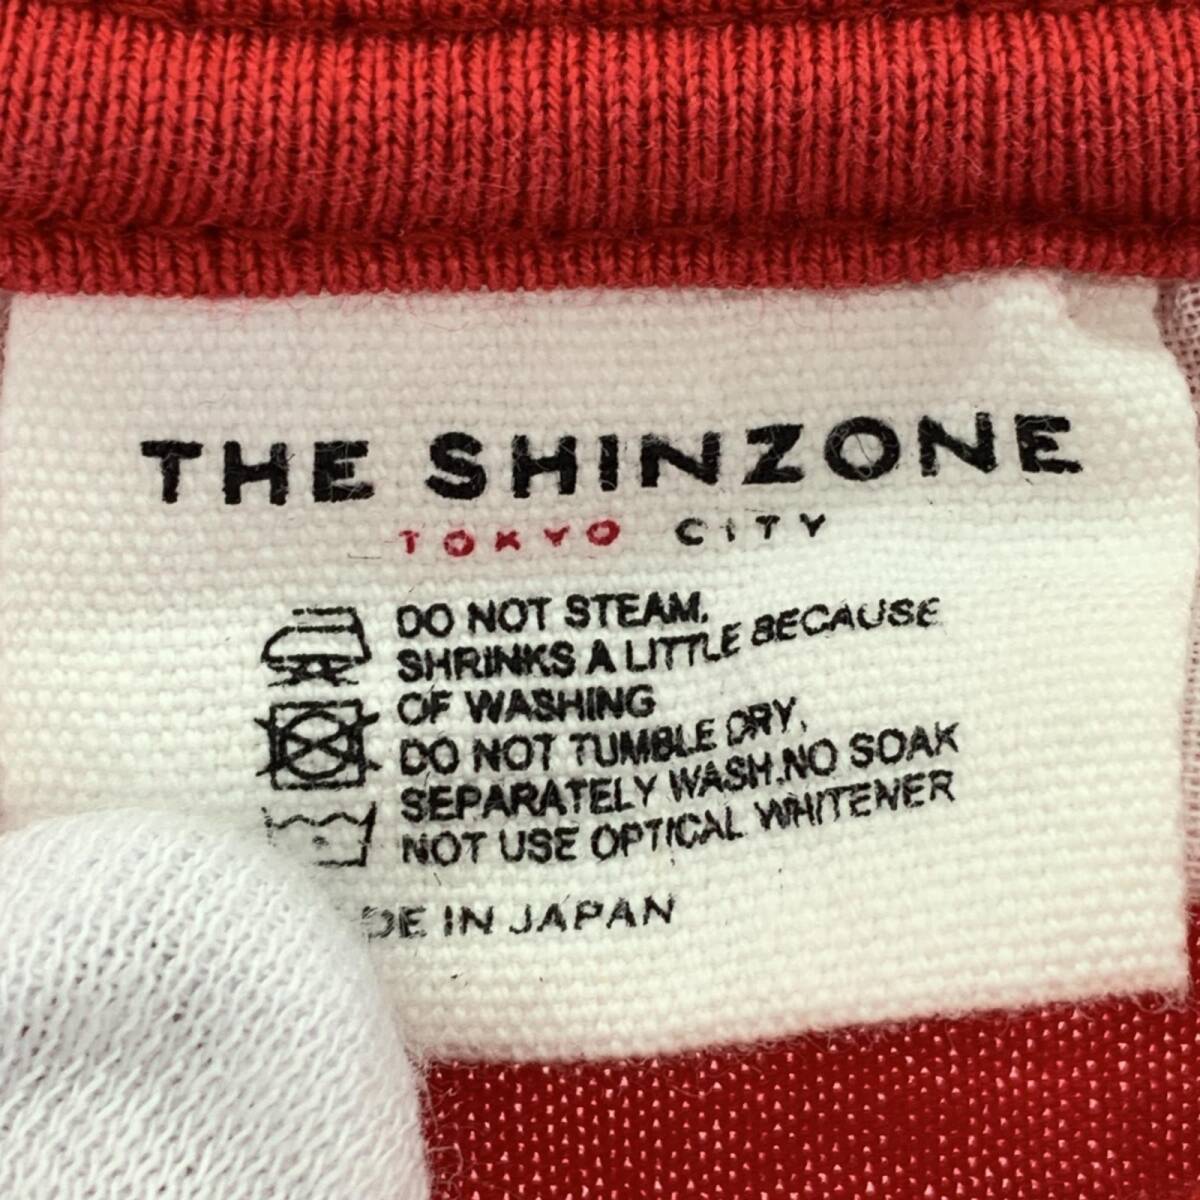 THE SHINZONE
TOKYO CITY
DO NOT STEAM.
SHRINKS A LITTLE BECAUSE
OF WASHING
DO NOT TUMBLE DRY,
SEPARATELY WASH.NO SOAK
NOT USE OPTICAL WHITENER
DE IN JAPAN